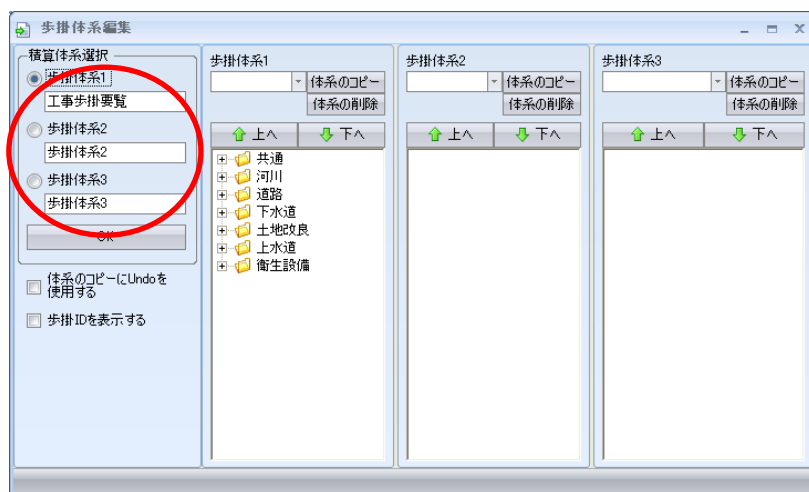 歩掛体系編集
積算体系選択
歩掛体系1
工事歩掛要覧
歩掛体系2
歩掛体系2
歩掛体系3
歩掛体系3
OK
体系のコピーにUndoを
使用する
歩掛IDを表示する
歩掛体系1
体系のコピー
体系の削除
上へ 下へ
共通
河川
道路
下水道
土地改良
上水道
衛生設備
歩掛体系2
体系のコピー
体系の削除
上へ 下へ
歩掛体系3
体系のコピー
体系の削除
上へ 下へ